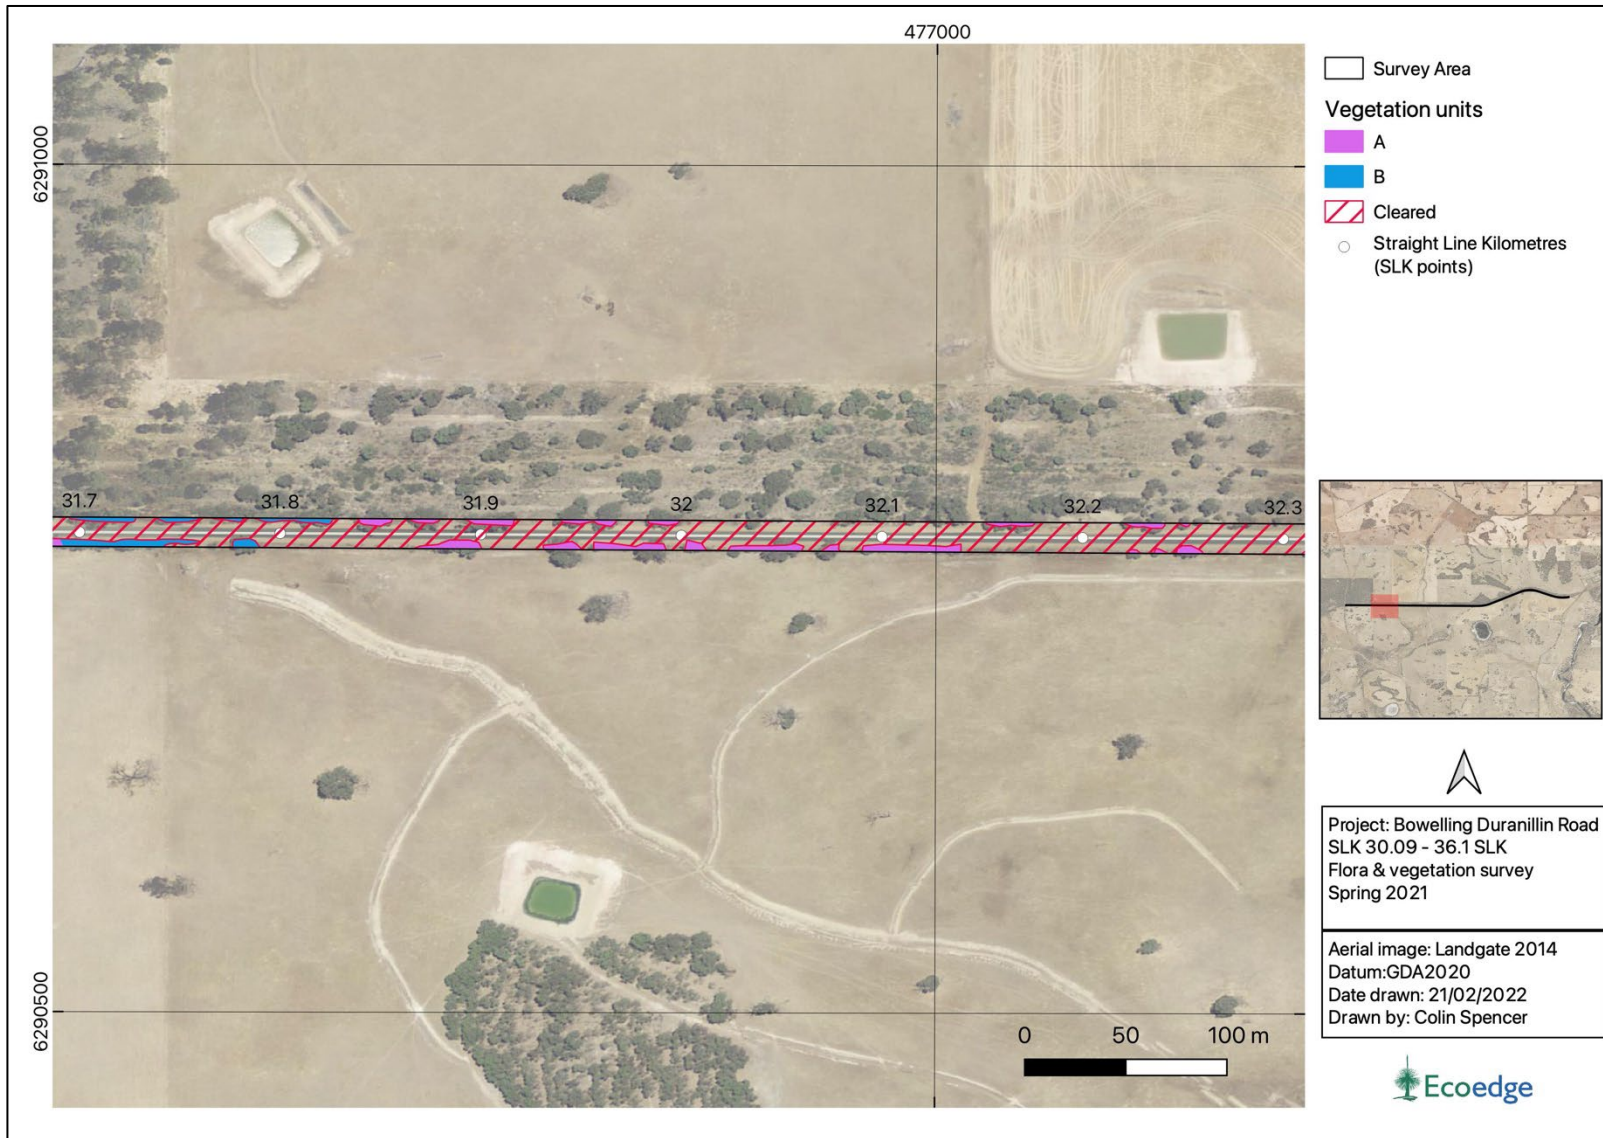 477000
6291000
6290500
31.7
31.8
31.9
32
32.1
32.2
32.3
0 50 100 m
Survey Area
Vegetation units
A
B
Cleared
Straight Line Kilometres
(SLK points)
Project: Bowelling Duranillin Road
SLK 30.09 - 36.1 SLK
Flora & vegetation survey
Spring 2021
Aerial image: Landgate 2014
Datum:GDA2020
Date drawn: 21/02/2022
Drawn by: Colin Spencer
Ecoedge